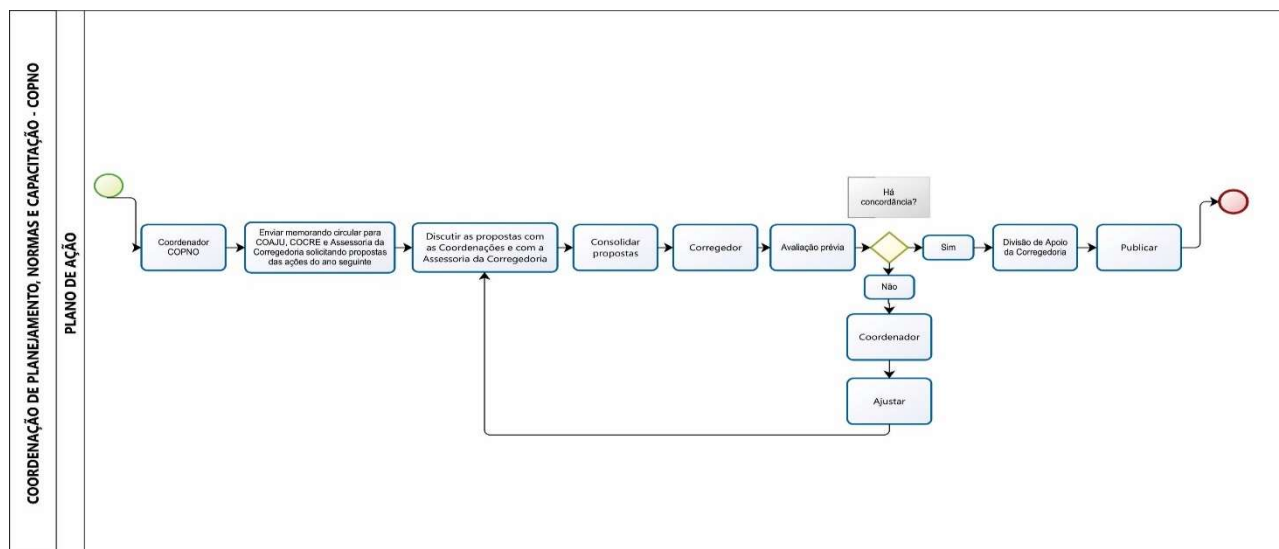 COORDENAÇÃO DE PLANEJAMENTO, NORMAS E CAPACITAÇÃO - COPNO
PLANO DE AÇÃO
Coordenador
COPNO
Enviar memorando circular para
COAJU, COCRE e Assessoria da
Corregedoria solicitando propostas
das ações do ano seguinte
Discutir as propostas com
as Coordenações e com a
Assessoria da Corregedoria
Consolidar
propostas
Corregedor
Avaliação prévia
Há
concordância?
Sim
Divisão de Apoio
da Corregedoria
Publicar
Não
Coordenador
Ajustar